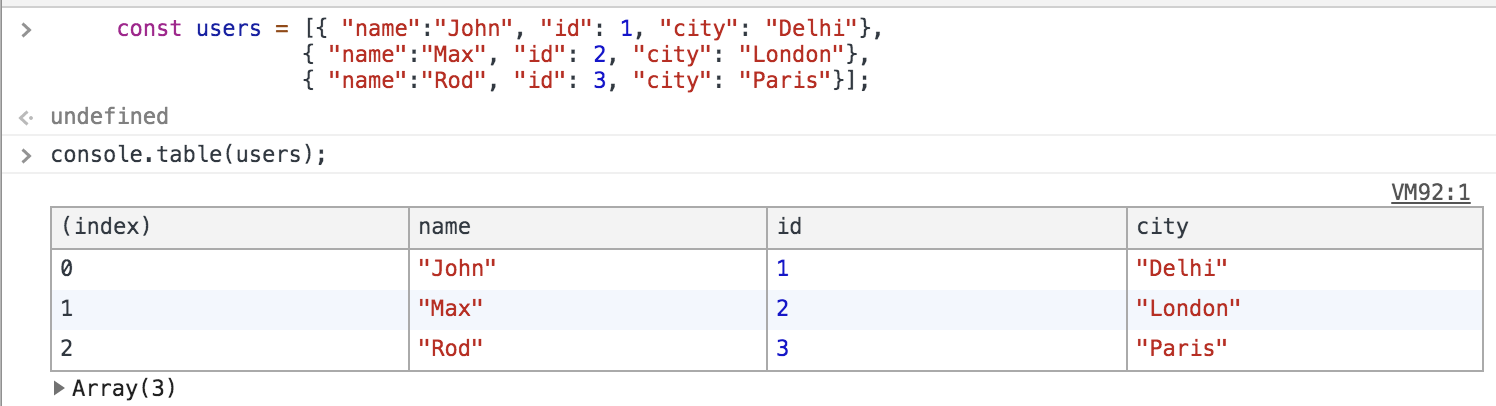 const users = [{ "name":"John", "id": 1, "city": "Delhi"},
{ "name":"Max", "id": 2, "city": "London"},
{ "name":"Rod", "id": 3, "city": "Paris"}];
undefined
console.table(users);
VM92:1
(index) name id city
0 "John" 1 "Delhi"
1 "Max" 2 "London"
2 "Rod" 3 "Paris"
Array(3)